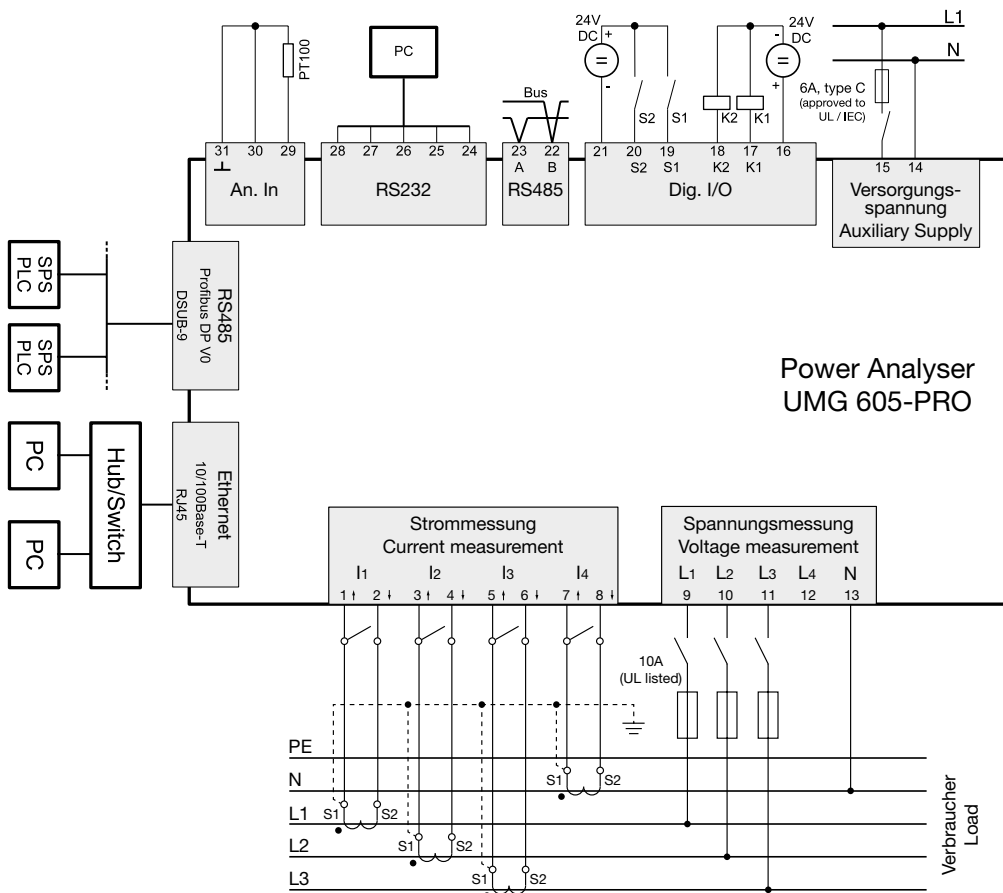 24V
DC
+
-
24V
DC
-
+
L1
N
PT100
PC
Bus
S2
S1
K2
K1
6A, type C
(approved to
UL / IEC)
31
30
29
28
27
26
25
24
23
22
21
20
19
18
17
16
15
14
A
B
S2
S1
K2
K1
An. In
RS232
RS485
Dig. I/O
Versorgungs-
spannung
Auxiliary Supply
SPS
PLC
SPS
PLC
RS485
Profibus DP V0
DSUB-9
Power Analyser
UMG 605-PRO
PC
PC
Hub/Switch
Ethernet
10/100Base-T
RJ45
Strommessung
Current measurement
I1
I2
I3
I4
1
2
3
4
5
6
7
8
Spannungsmessung
Voltage measurement
L1
L2
L3
L4
N
9
10
11
12
13
10A
(UL listed)
PE
N
L1
L2
L3
S1
S2
S1
S2
S1
S2
S1
S2
Verbraucher
Load